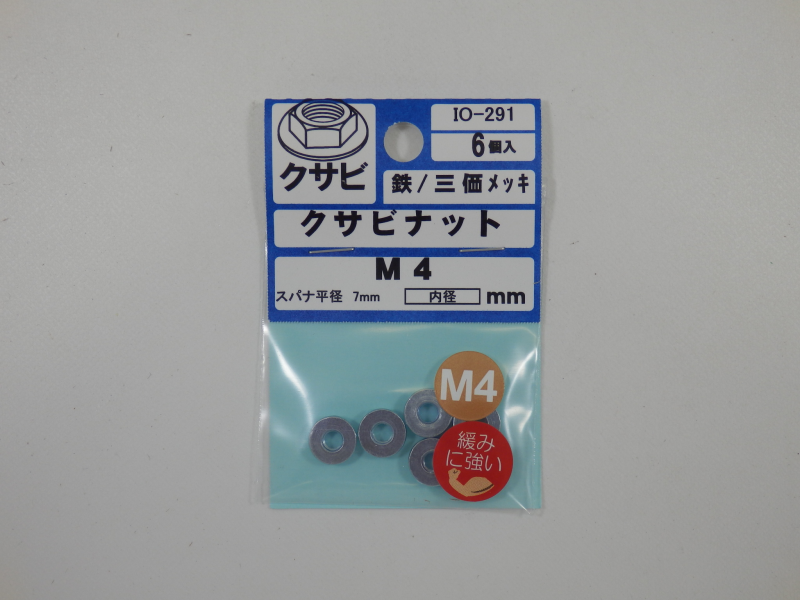 IO-291
6個入
クサビ
鉄/三価メッキ
クサビナット
M4
スパナ平径 7mm 内径 mm
M4
緩み
に強い